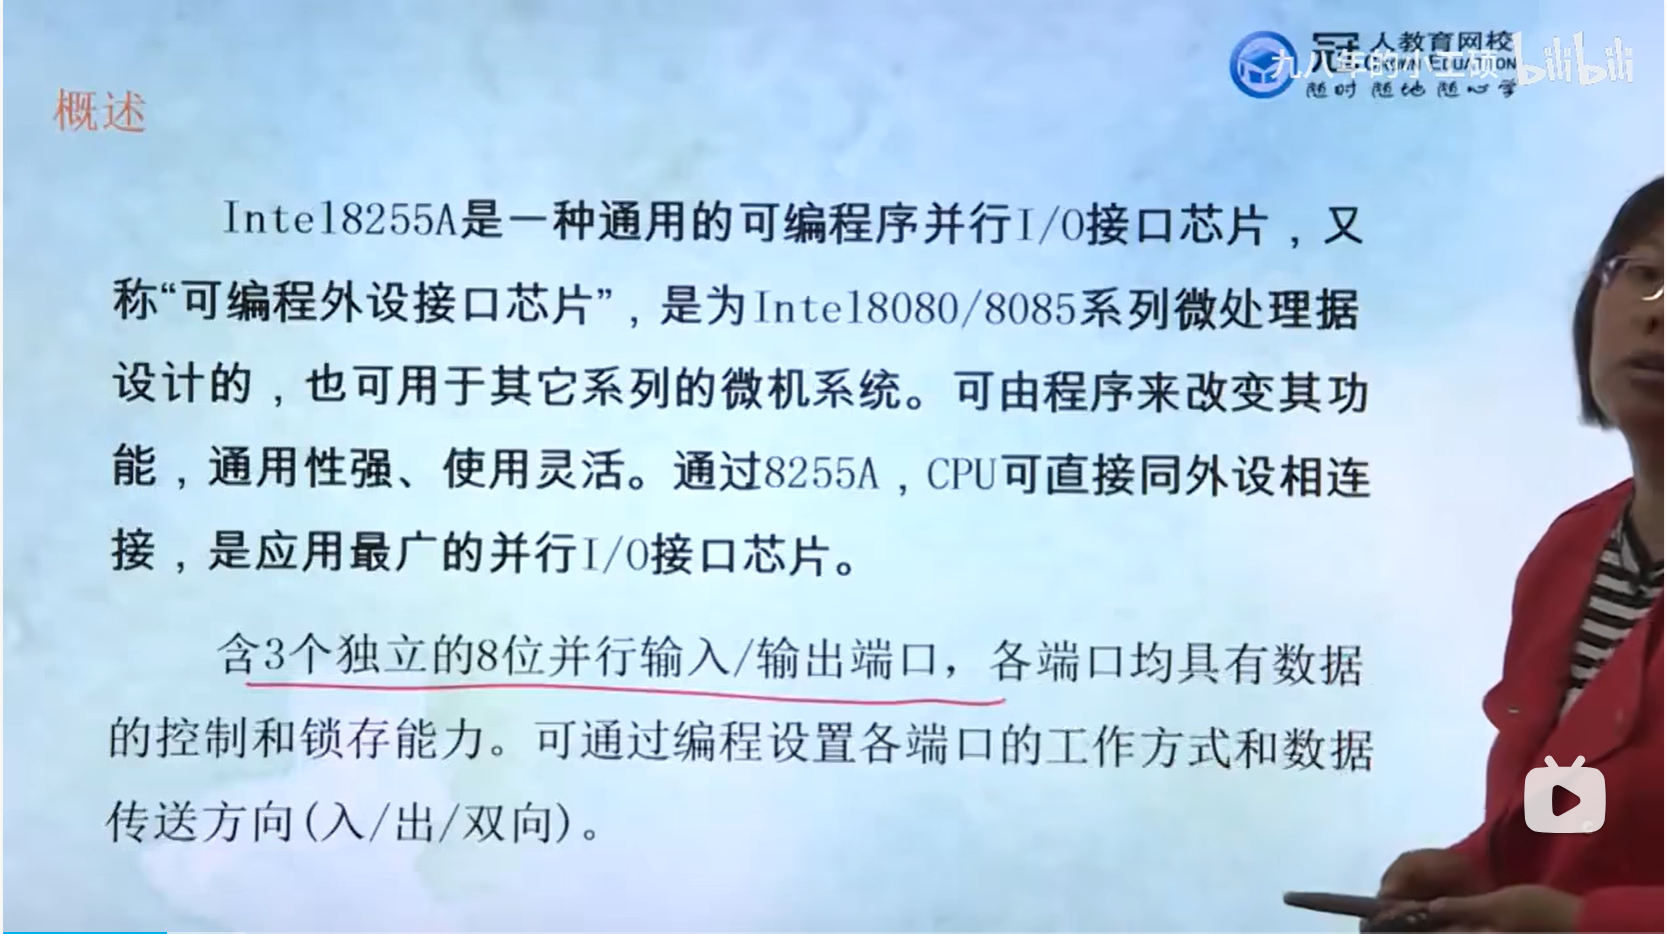 冠人教育网校
九八年的小工硕
bilibili
随时 随地 随心学
概述
Intel8255A是一种通用的可编程序并行I/O接口芯片，又
称“可编程外设接口芯片”，是为Intel8080/8085系列微处理据
设计的，也可用于其它系列的微机系统。可由程序来改变其功
能，通用性强、使用灵活。通过8255A，CPU可直接同外设相连
接，是应用最广的并行I/O接口芯片。
含3个独立的8位并行输入/输出端口，各端口均具有数据
的控制和锁存能力。可通过编程设置各端口的工作方式和数据
传送方向(入/出/双向)。